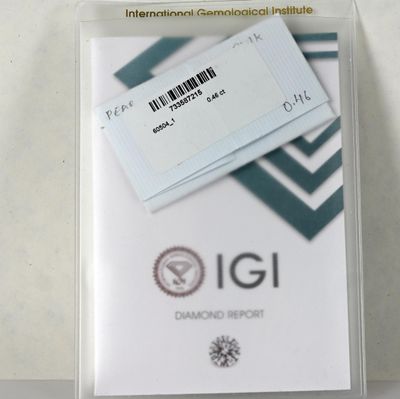 International Gemological Institute
PEAR
733587215
0.46 ct
60504_1
0.46
IGI
DIAMOND REPORT